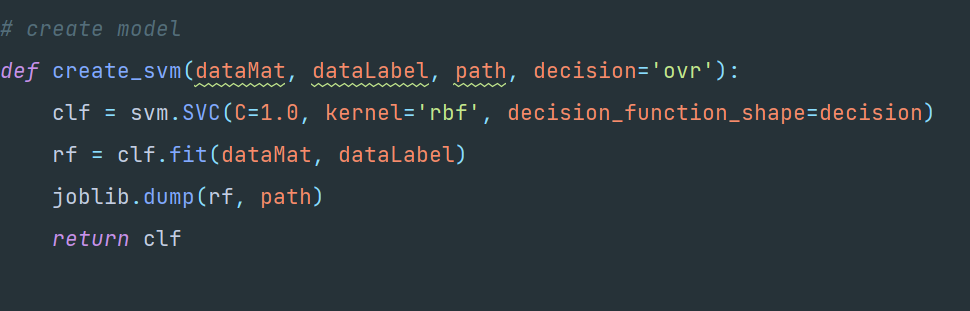 # create model
def create_svm(dataMat, dataLabel, path, decision='ovr'):
    clf = svm.SVC(C=1.0, kernel='rbf', decision_function_shape=decision)
    rf = clf.fit(dataMat, dataLabel)
    joblib.dump(rf, path)
    return clf